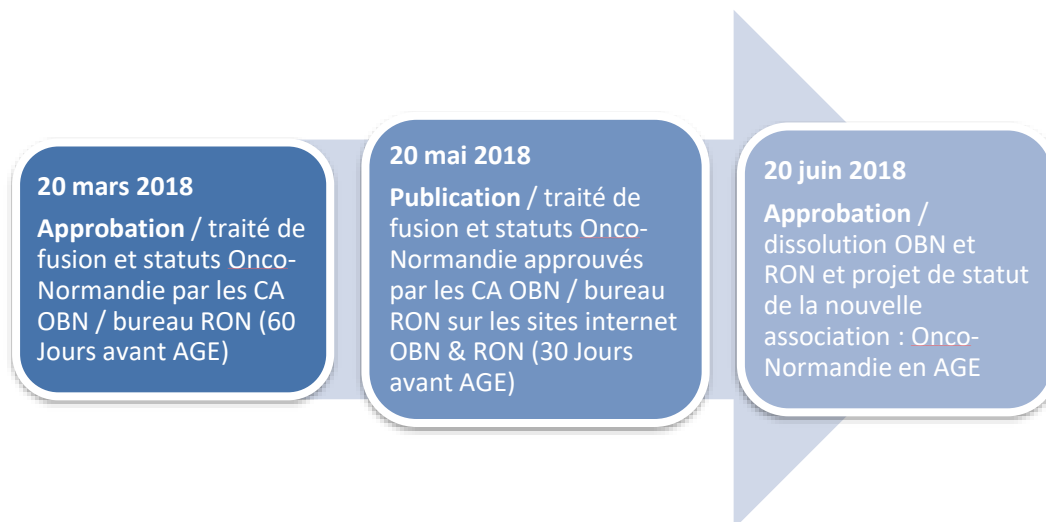 20 mars 2018
Approbation / traité de
fusion et statuts Onco-
Normandie par les CA
OBN / bureau RON (60
Jours avant AGE)
20 mai 2018
Publication / traité de
fusion et statuts Onco-
Normandie approuvés
par les CA OBN / bureau
RON sur les sites internet
OBN & RON (30 Jours
avant AGE)
20 juin 2018
Approbation /
dissolution OBN et
RON et projet de statut
de la nouvelle
association : Onco-
Normandie en AGE